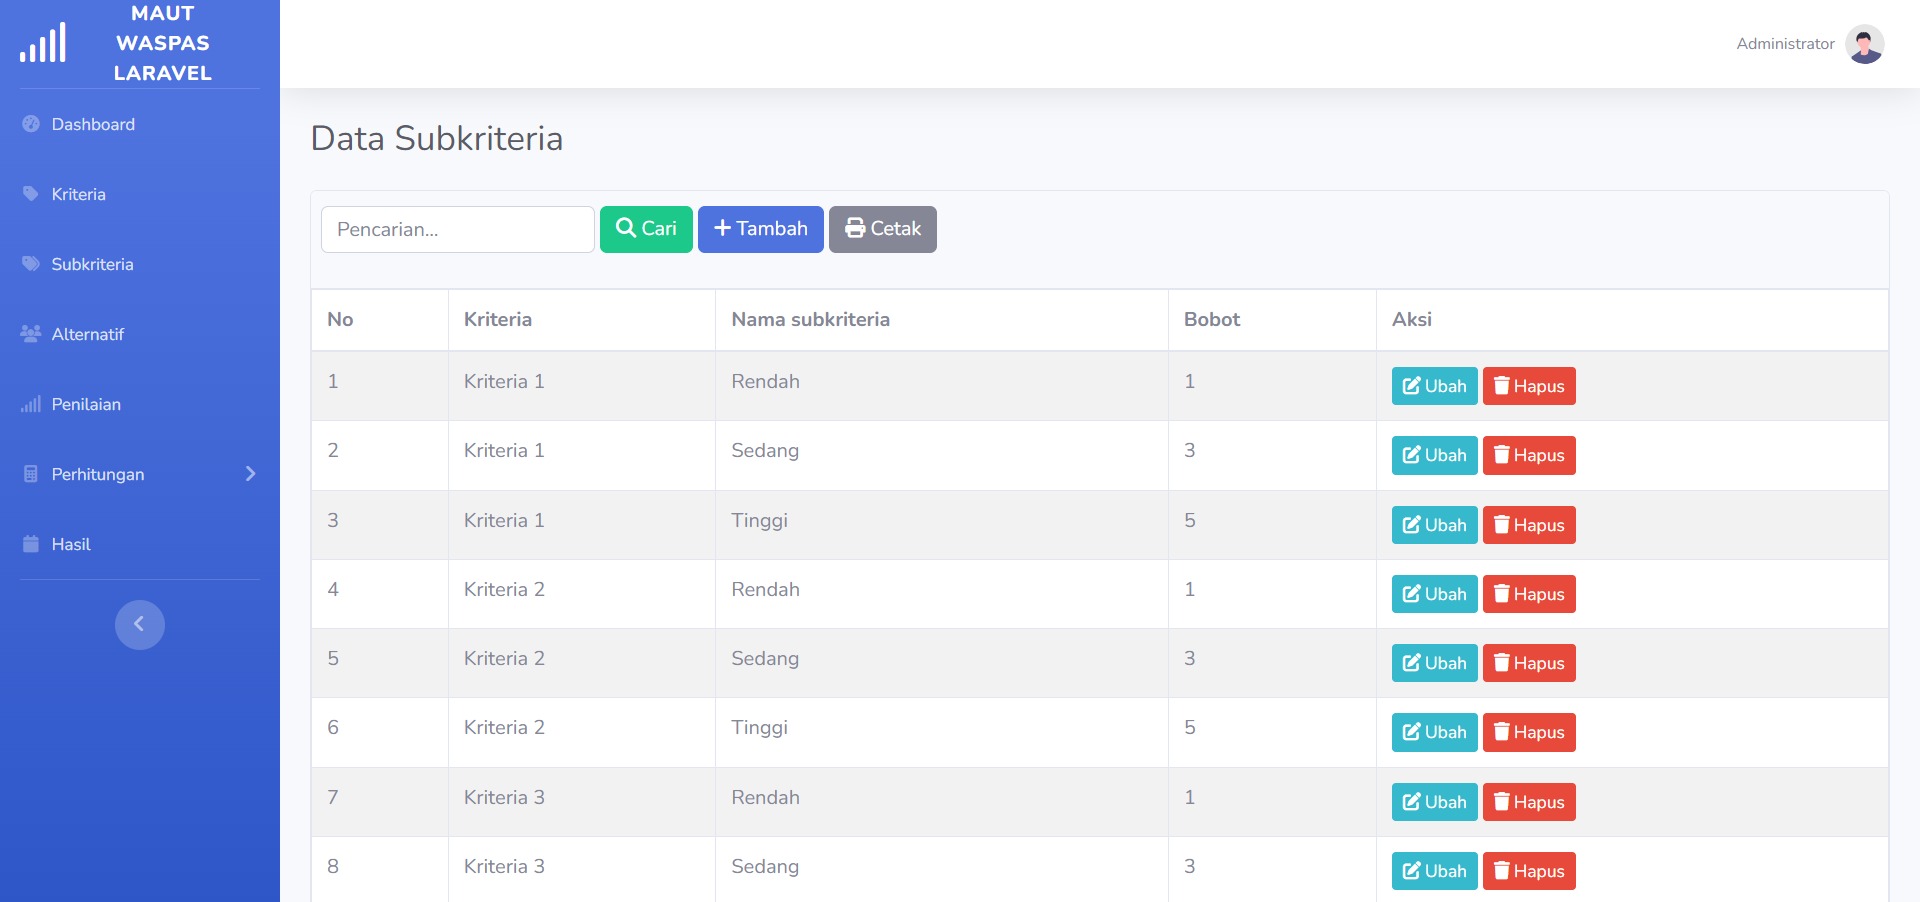 MAUT
WASPAS
LARAVEL
Administrator
Dashboard
Kriteria
Subkriteria
Alternatif
Penilaian
Perhitungan
Hasil
Data Subkriteria
Pencarian... Cari Tambah Cetak
No Kriteria Nama subkriteria Bobot Aksi
1 Kriteria 1 Rendah 1 Ubah Hapus
2 Kriteria 1 Sedang 3 Ubah Hapus
3 Kriteria 1 Tinggi 5 Ubah Hapus
4 Kriteria 2 Rendah 1 Ubah Hapus
5 Kriteria 2 Sedang 3 Ubah Hapus
6 Kriteria 2 Tinggi 5 Ubah Hapus
7 Kriteria 3 Rendah 1 Ubah Hapus
8 Kriteria 3 Sedang 3 Ubah Hapus